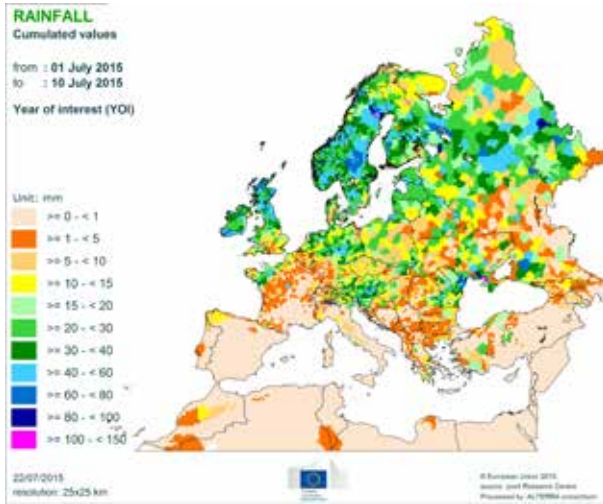 RAINFALL
Cumulated values
from : 01 July 2015
to : 10 July 2015
Year of interest (YOI)
Unit: mm
>= 0 - < 1
>= 1 - < 5
>= 5 - < 10
>= 10 - < 15
>= 15 - < 20
>= 20 - < 30
>= 30 - < 40
>= 40 - < 60
>= 60 - < 80
>= 80 - < 100
>= 100 - < 150
22/07/2015
resolution: 25x25 km
© European Union 2015
source: Joint Research Centre
Processed by ALTERRA consortium